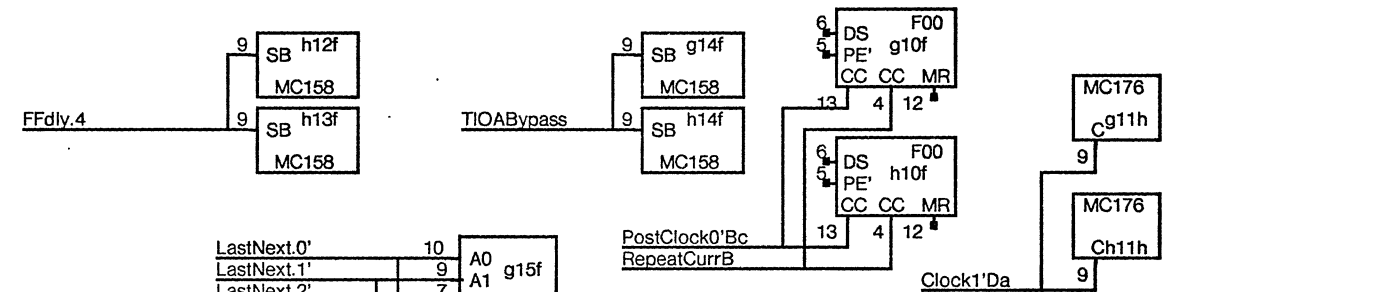 9 h12f
SB
MC158
FFdly.4 9 h13f
SB
MC158
9 g14f
SB
MC158
TIOABypass 9 h14f
SB
MC158
6 F00
DS
5 g10f
PE'
CC CC MR
13 4 12
6 F00
DS
5 h10f
PE'
CC CC MR
13 4 12
PostClock0'Bc
RepeatCurrB
MC176
C g11h
9
MC176
Ch11h
9
Clock1'Da
LastNext.0' 10 A0
g15f
LastNext.1' 9 A1
LastNext.2' 7